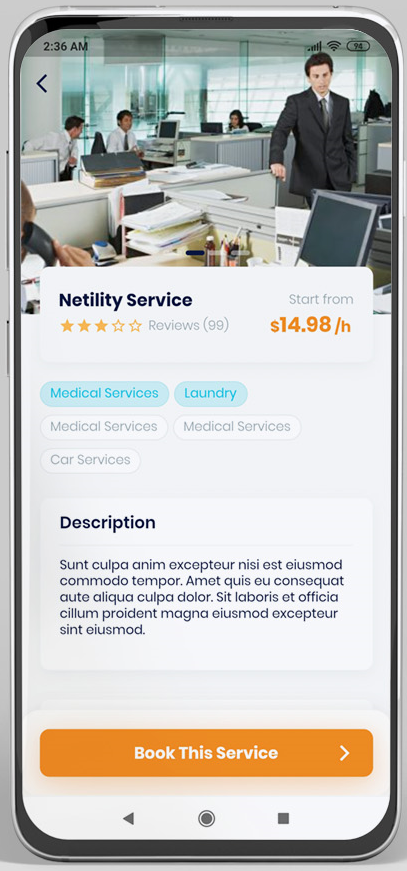 2:36 AM
94
Netility Service
Start from
Reviews (99)
$14.98 /h
Medical Services
Laundry
Medical Services
Medical Services
Car Services
Description
Sunt culpa anim excepteur nisi est eiusmod
commodo tempor. Amet quis eu consequat
aute aliqua culpa dolor. Sit laboris et officia
cillum proident magna eiusmod excepteur
sint eiusmod.
Book This Service